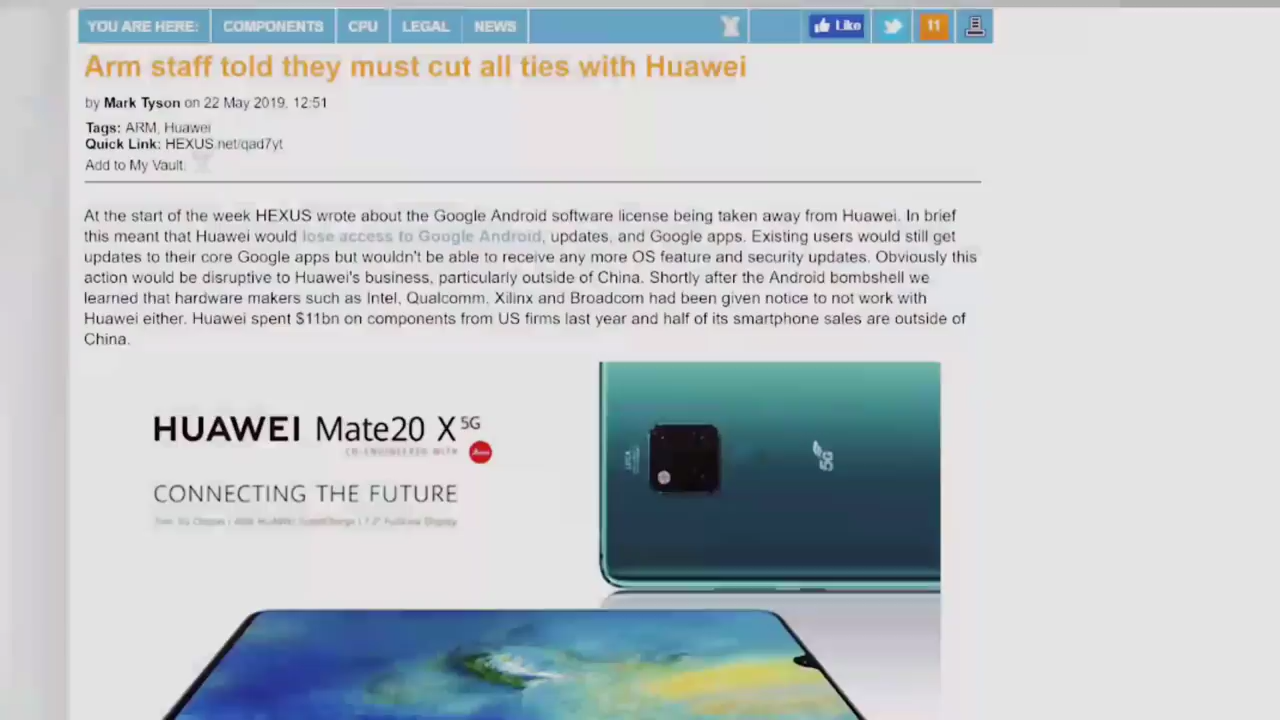 YOU ARE HERE: COMPONENTS CPU LEGAL NEWS Like 11
Arm staff told they must cut all ties with Huawei
by Mark Tyson on 22 May 2019, 12:51
Tags: ARM, Huawei
Quick Link: HEXUS.net/qad7yt
Add to My Vault:
At the start of the week HEXUS wrote about the Google Android software license being taken away from Huawei. In brief
this meant that Huawei would lose access to Google Android, updates, and Google apps. Existing users would still get
updates to their core Google apps but wouldn't be able to receive any more OS feature and security updates. Obviously this
action would be disruptive to Huawei's business, particularly outside of China. Shortly after the Android bombshell we
learned that hardware makers such as Intel, Qualcomm, Xilinx and Broadcom had been given notice to not work with
Huawei either. Huawei spent $11bn on components from US firms last year and half of its smartphone sales are outside of
China.
HUAWEI Mate20 X 5G
CO-ENGINEERED WITH
CONNECTING THE FUTURE
5G